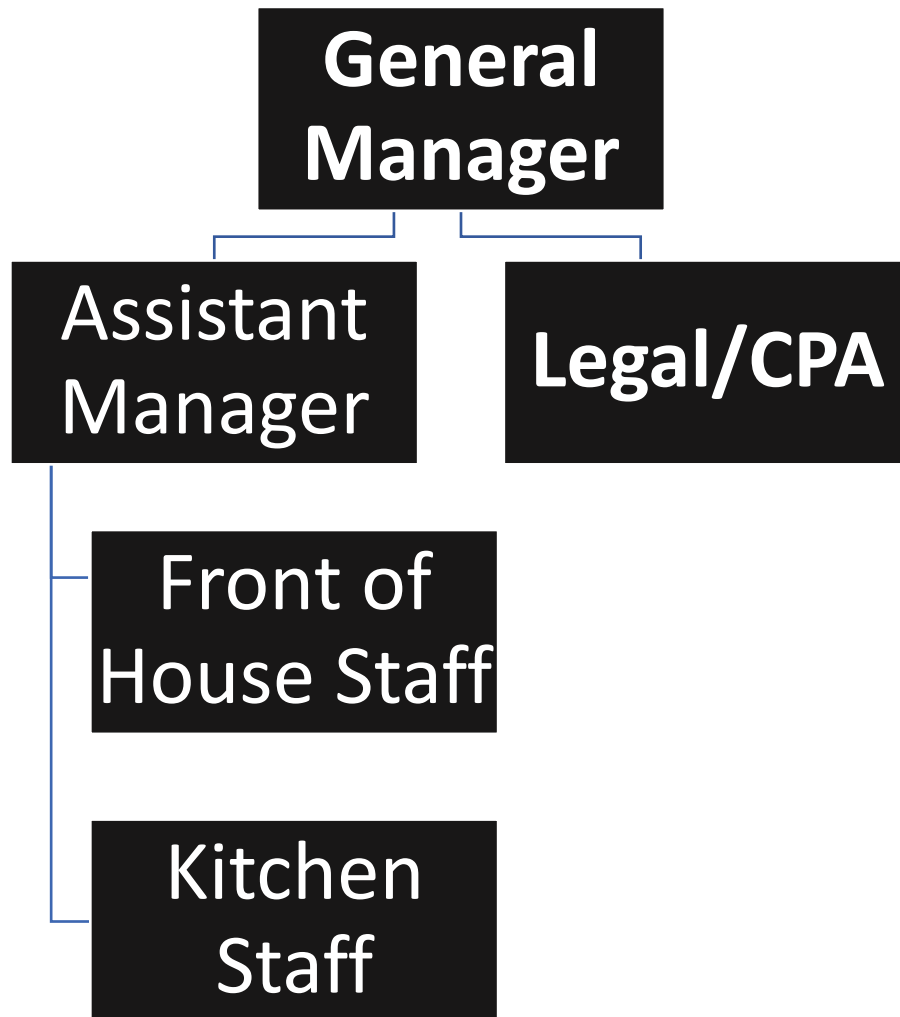 General
Manager
Assistant
Manager
Legal/CPA
Front of
House Staff
Kitchen
Staff